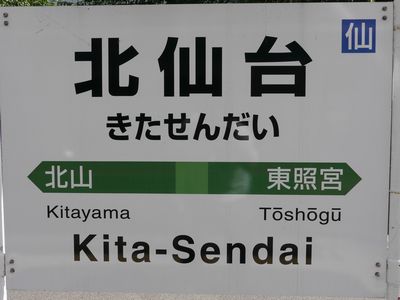 仙
北仙台
きたせんだい
北山 東照宮
Kitayama Tōshōgū
Kita-Sendai